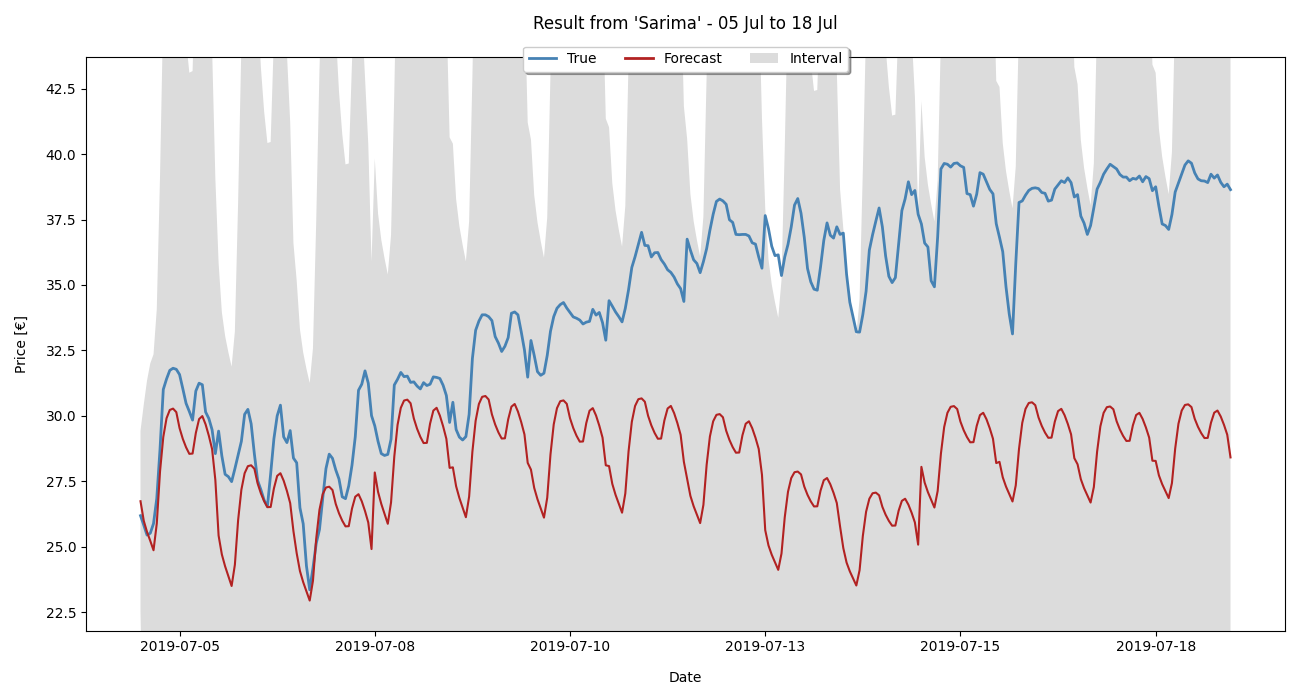 Result from 'Sarima' - 05 Jul to 18 Jul
True Forecast Interval
42.5
40.0
37.5
35.0
32.5
30.0
27.5
25.0
22.5
Price [€]
2019-07-05 2019-07-08 2019-07-10 2019-07-13 2019-07-15 2019-07-18
Date